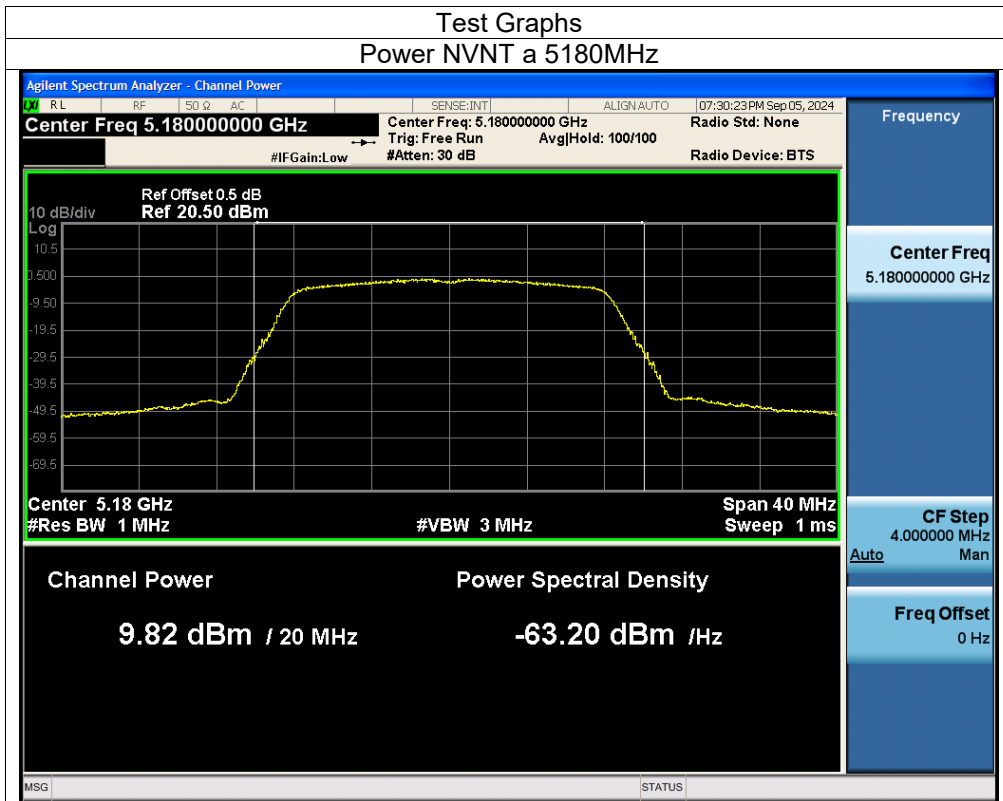 Test Graphs
Power NVNT a 5180MHz
Agilent Spectrum Analyzer - Channel Power
LXI RL RF 50 Ω AC SENSE:INT ALIGN AUTO 07:30:23 PM Sep 05, 2024
Center Freq 5.180000000 GHz
Center Freq: 5.180000000 GHz
Radio Std: None
Trig: Free Run Avg|Hold: 100/100
#IFGain:Low
#Atten: 30 dB
Radio Device: BTS
Frequency
Ref Offset 0.5 dB
10 dB/div Ref 20.50 dBm
Log
10.5
0.500
-9.50
-19.5
-29.5
-39.5
-49.5
-59.5
-69.5
Center 5.18 GHz Span 40 MHz
#Res BW 1 MHz #VBW 3 MHz Sweep 1 ms
Channel Power Power Spectral Density
9.82 dBm / 20 MHz -63.20 dBm /Hz
Center Freq
5.180000000 GHz
CF Step
4.000000 MHz
Auto Man
Freq Offset
0 Hz
MSG STATUS